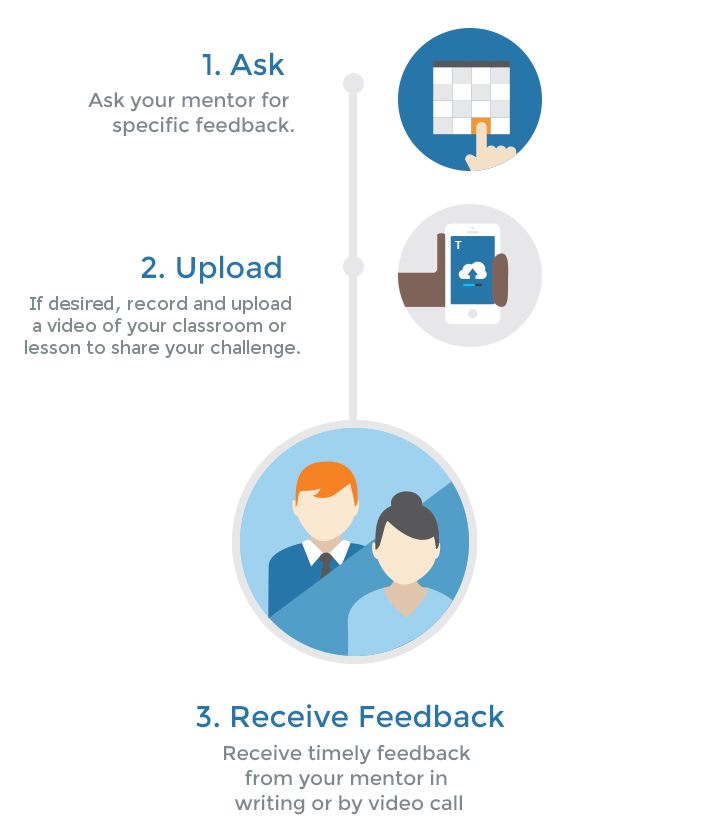 1. Ask
Ask your mentor for
specific feedback.
T
2. Upload
If desired, record and upload
a video of your classroom or
lesson to share your challenge.
3. Receive Feedback
Receive timely feedback
from your mentor in
writing or by video call